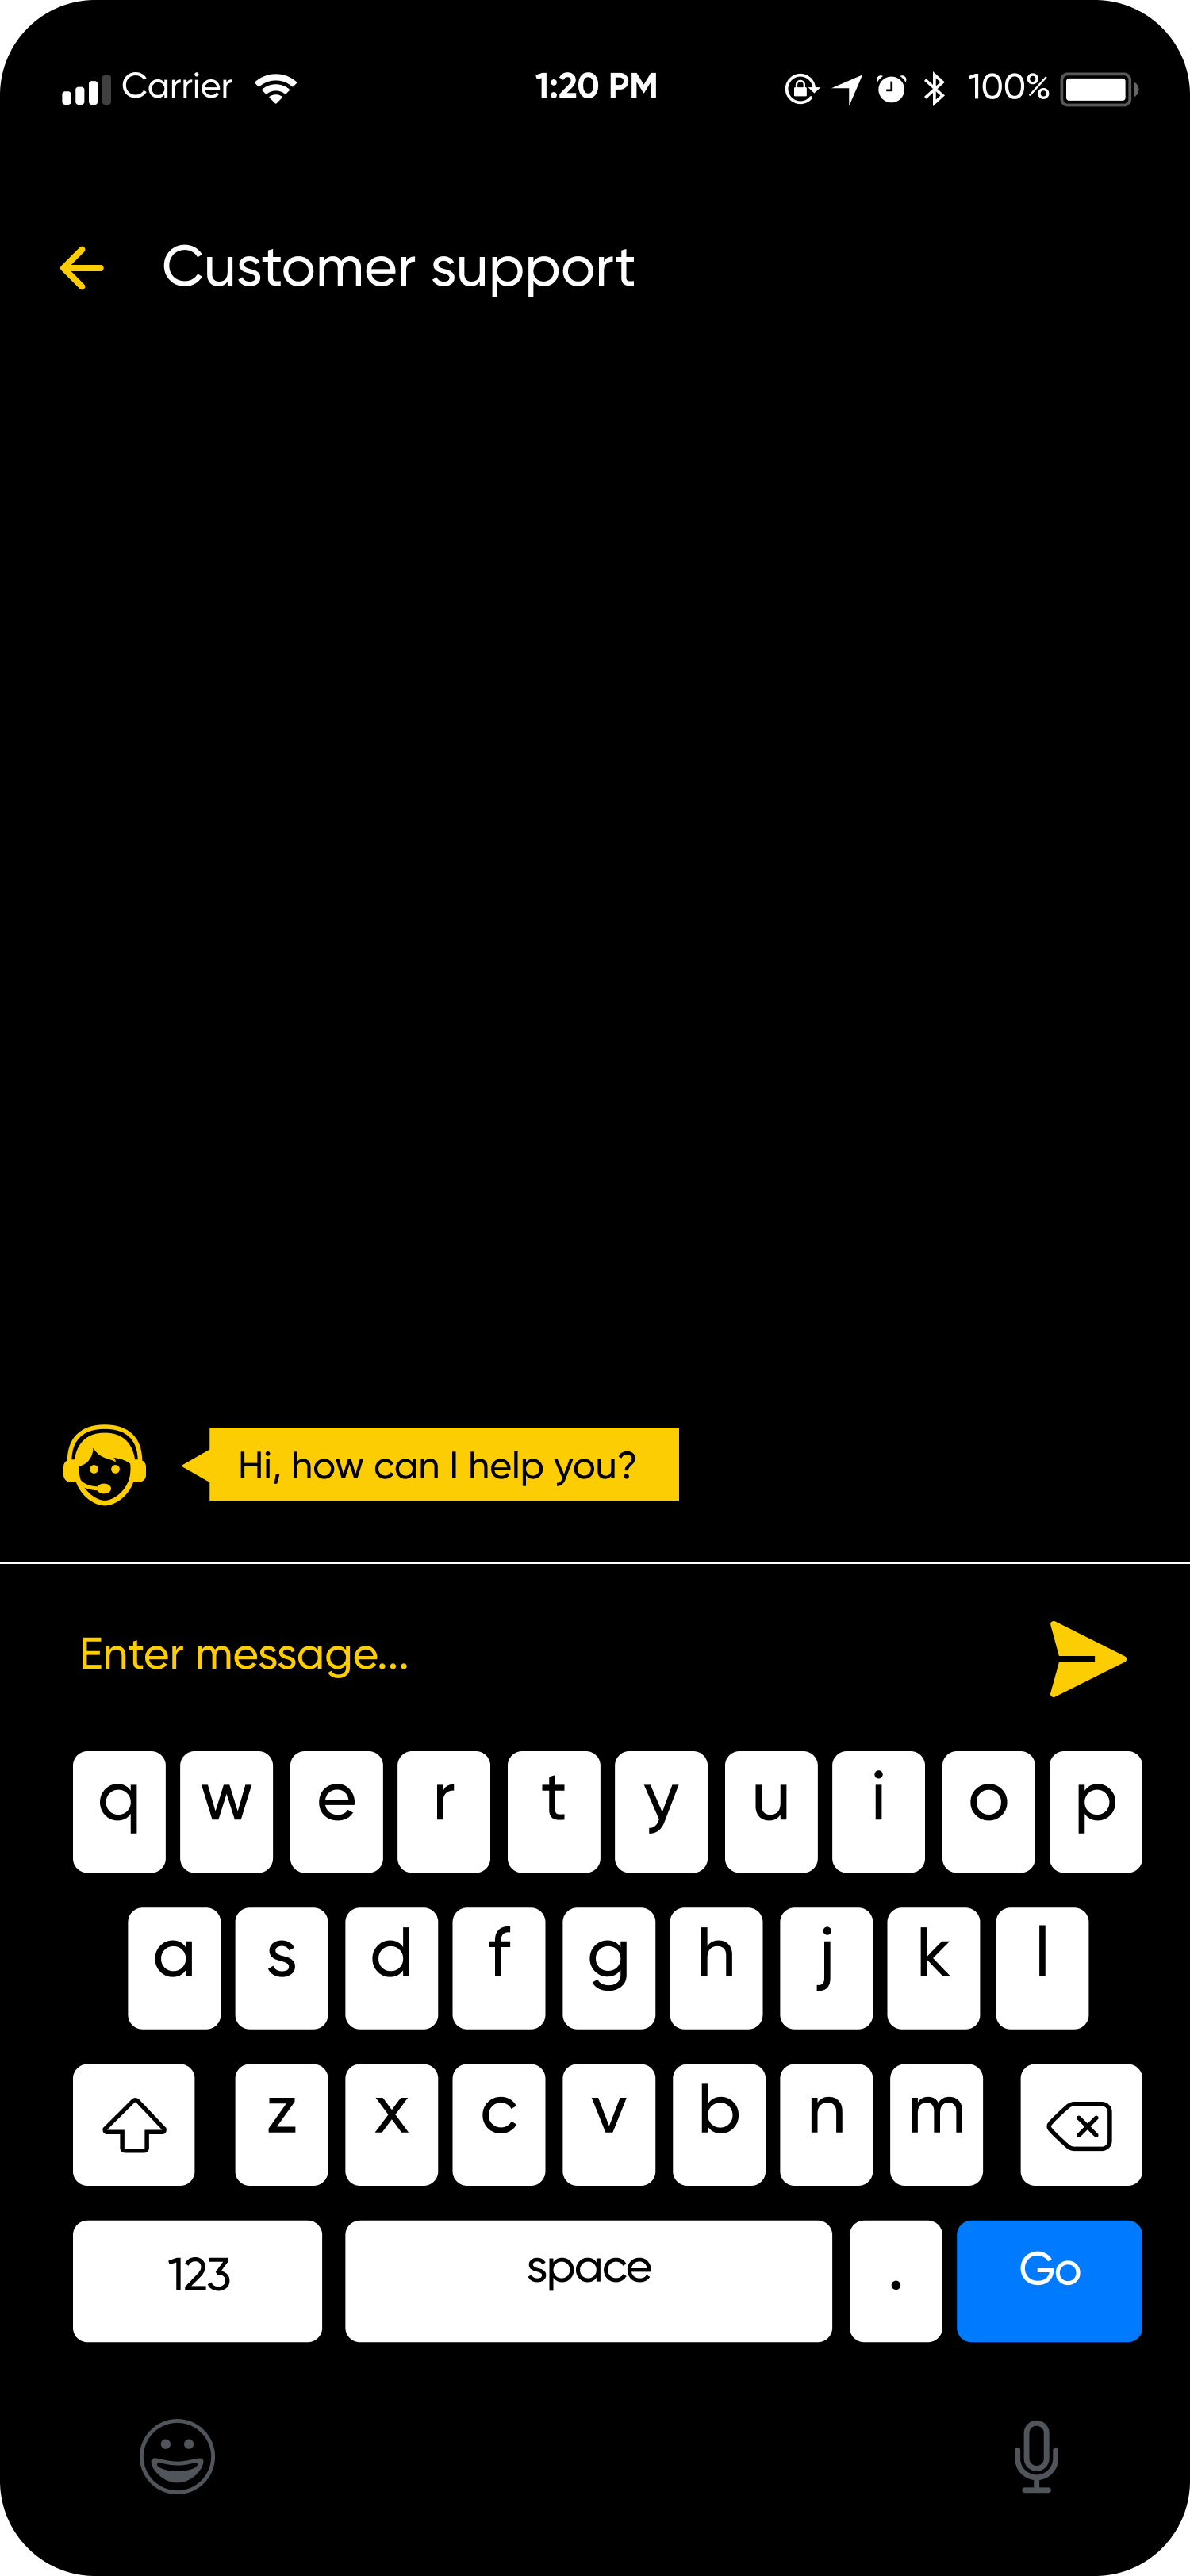 Carrier 1:20 PM 100%
Customer support
Hi, how can I help you?
Enter message...
q w e r t y u i o p
a s d f g h j k l
z x c v b n m
123 space . Go